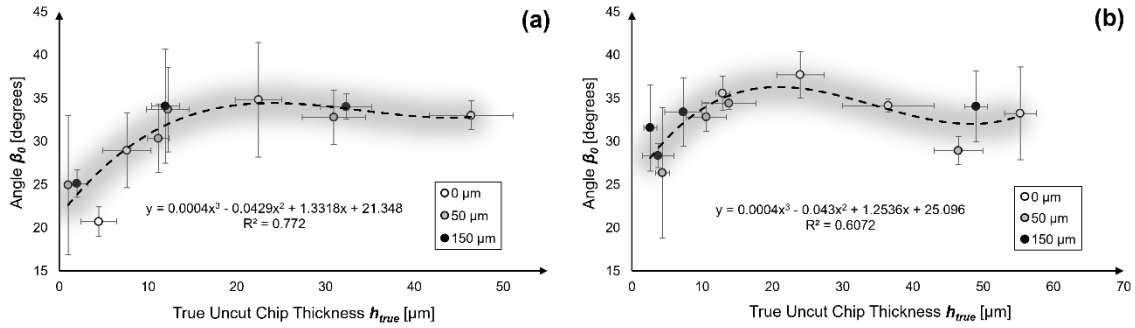 (a)
45
40
35
30
25
20
15
Angle β0 [degrees]
y = 0.0004x³ - 0.0429x² + 1.3318x + 21.348
R² = 0.772
0 µm
50 µm
150 µm
0 10 20 30 40 50
True Uncut Chip Thickness htrue [µm]
(b)
45
40
35
30
25
20
15
Angle β0 [degrees]
y = 0.0004x³ - 0.043x² + 1.2536x + 25.096
R² = 0.6072
0 µm
50 µm
150 µm
0 10 20 30 40 50 60 70
True Uncut Chip Thickness htrue [µm]